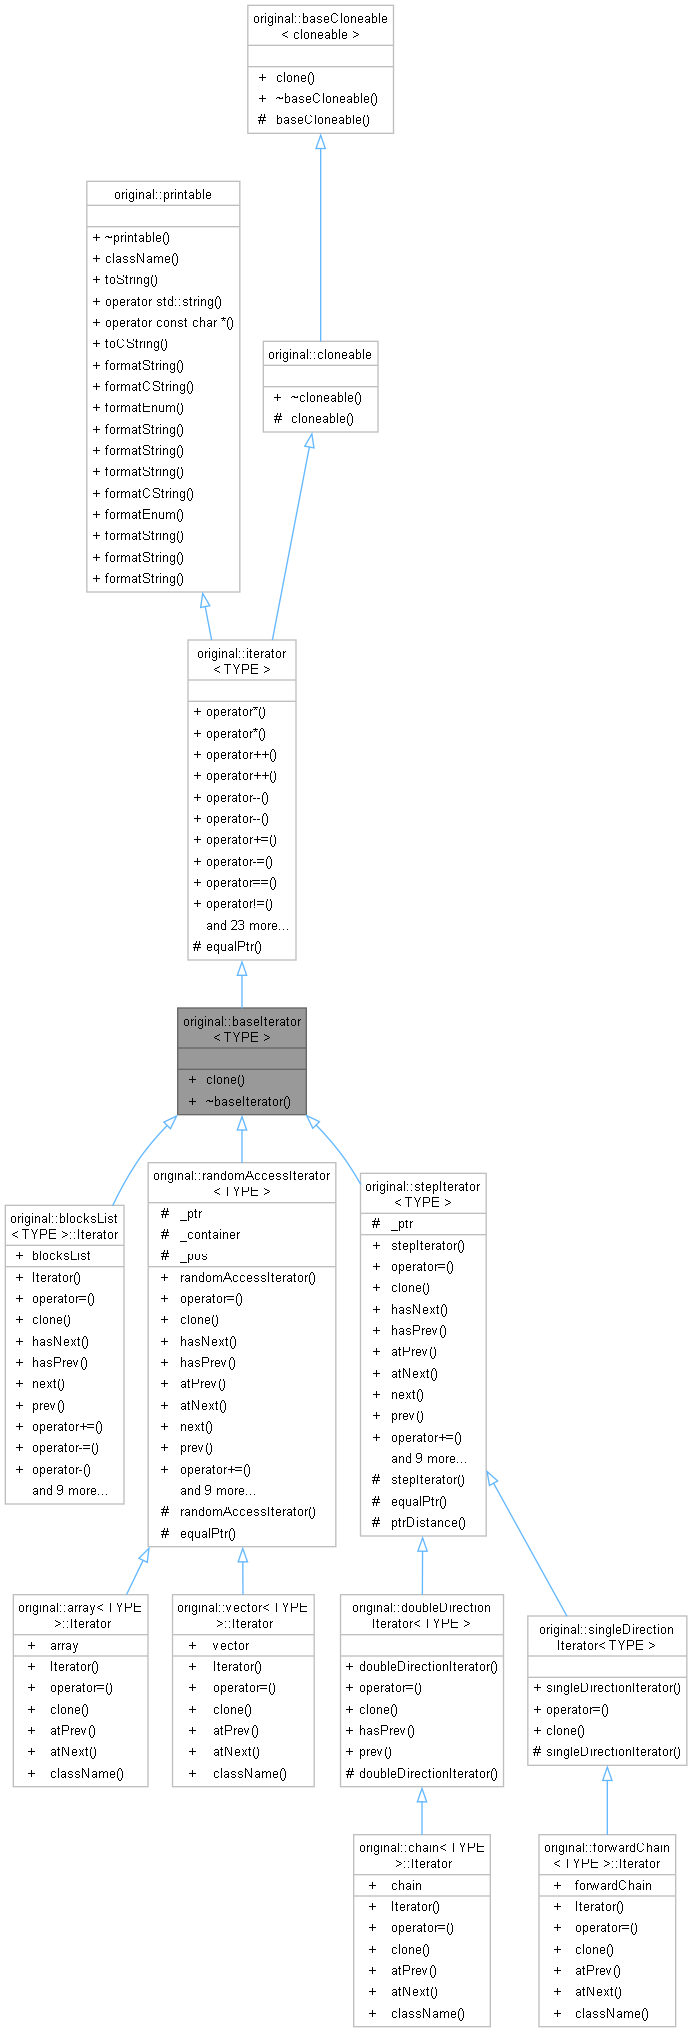 original::baseCloneable
< cloneable >
+ clone()
+ ~baseCloneable()
# baseCloneable()
original::printable
+ ~printable()
+ className()
+ toString()
+ operator std::string()
+ operator const char *()
+ toCString()
+ formatString()
+ formatCString()
+ formatEnum()
+ formatString()
+ formatString()
+ formatString()
+ formatCString()
+ formatEnum()
+ formatString()
+ formatString()
+ formatString()
original::cloneable
+ ~cloneable()
# cloneable()
original::iterator
< TYPE >
+ operator*()
+ operator*()
+ operator++()
+ operator++()
+ operator--()
+ operator--()
+ operator+=()
+ operator-=()
+ operator==()
+ operator!=()
and 23 more...
# equalPtr()
original::baseIterator
< TYPE >
+ clone()
+ ~baseIterator()
original::blocksList
< TYPE >::Iterator
+ blocksList
+ Iterator()
+ operator=()
+ clone()
+ hasNext()
+ hasPrev()
+ next()
+ prev()
+ operator+=()
+ operator-=()
+ operator-()
and 9 more...
original::randomAccessIterator
< TYPE >
# _ptr
# _container
# _pos
+ randomAccessIterator()
+ operator=()
+ clone()
+ hasNext()
+ hasPrev()
+ atPrev()
+ atNext()
+ next()
+ prev()
+ operator+=()
and 9 more...
# randomAccessIterator()
# equalPtr()
original::stepIterator
< TYPE >
# _ptr
+ stepIterator()
+ operator=()
+ clone()
+ hasNext()
+ hasPrev()
+ atPrev()
+ atNext()
+ next()
+ prev()
+ operator+=()
and 9 more...
# stepIterator()
# equalPtr()
# ptrDistance()
original::array< TYPE
>::Iterator
+ array
+ Iterator()
+ operator=()
+ clone()
+ atPrev()
+ atNext()
+ className()
original::vector< TYPE
>::Iterator
+ vector
+ Iterator()
+ operator=()
+ clone()
+ atPrev()
+ atNext()
+ className()
original::doubleDirection
Iterator< TYPE >
+ doubleDirectionIterator()
+ operator=()
+ clone()
+ hasPrev()
+ prev()
# doubleDirectionIterator()
original::singleDirection
Iterator< TYPE >
+ singleDirectionIterator()
+ operator=()
+ clone()
# singleDirectionIterator()
original::chain< TYPE
>::Iterator
+ chain
+ Iterator()
+ operator=()
+ clone()
+ atPrev()
+ atNext()
+ className()
original::forwardChain
< TYPE >::Iterator
+ forwardChain
+ Iterator()
+ operator=()
+ clone()
+ atPrev()
+ atNext()
+ className()